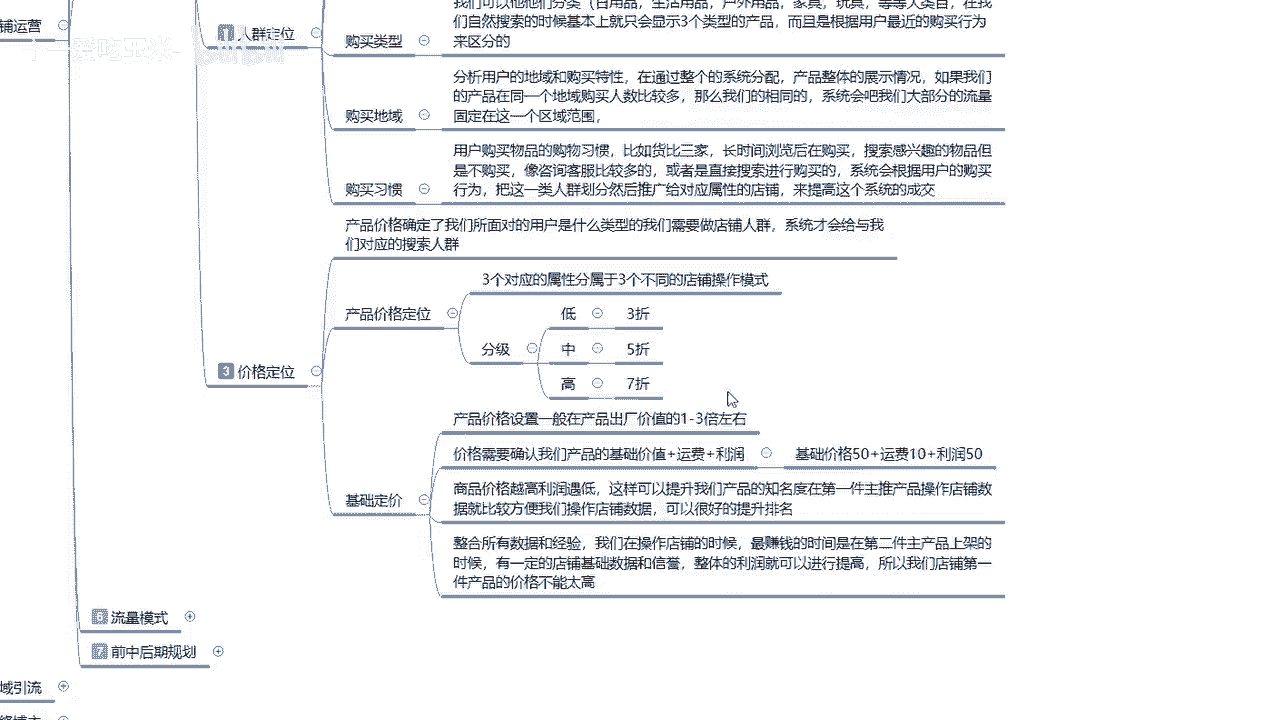 铺运营
1 人群定位
我们可以他他们分类（日用品，生活用品，户外用品，家具，玩具，等等大类目，在我
们自然搜索的时候基本上就只会显示3个类型的产品，而且是根据用户最近的购买行为
来区分的
购买类型
分析用户的地域和购买特性，在通过整个的系统分配，产品整体的展示情况，如果我们
的产品在同一个地域购买人数比较多，那么我们的相同的，系统会吧我们大部分的流量
固定在这一个区域范围，
购买地域
用户购买物品的购物习惯，比如货比三家，长时间浏览后在购买，搜索感兴趣的物品但
是不购买，像咨询客服比较多的，或者是直接搜索进行购买的，系统会根据用户的购买
行为，把这一类人群划分然后推广给对应属性的店铺，来提高这个系统的成交
购买习惯
产品价格确定了我们所面对的用户是什么类型的我们需要做店铺人群，系统才会给与我
们对应的搜索人群
3个对应的属性分属于3个不同的店铺操作模式
产品价格定位
低 3折
分级 中 5折
高 7折
3 价格定位
产品价格设置一般在产品出厂价值的1-3倍左右
价格需要确认我们产品的基础价值+运费+利润 基础价格50+运费10+利润50
商品价格越高利润遇低，这样可以提升我们产品的知名度在第一件主推产品操作店铺数
据就比较方便我们操作店铺数据，可以很好的提升排名
基础定价
整合所有数据和经验，我们在操作店铺的时候，最赚钱的时间是在第二件主产品上架的
时候，有一定的店铺基础数据和信誉，整体的利润就可以进行提高，所以我们店铺第一
件产品的价格不能太高
6 流量模式
7 前中后期规划
域引流